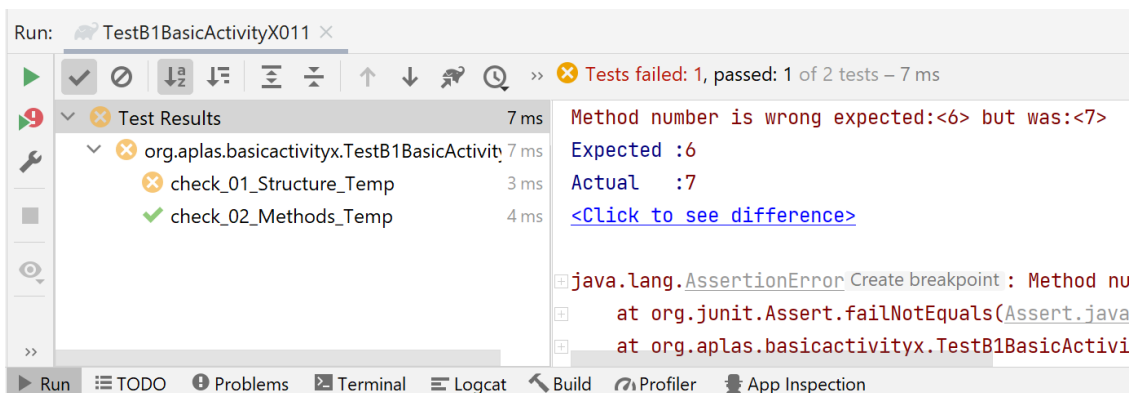 Run: TestB1BasicActivityX011
Tests failed: 1, passed: 1 of 2 tests – 7 ms
Test Results 7 ms
org.aplas.basicactivityx.TestB1BasicActivity 7 ms
check_01_Structure_Temp 3 ms
check_02_Methods_Temp 4 ms
Method number is wrong expected:<6> but was:<7>
Expected :6
Actual :7
<Click to see difference>
java.lang.AssertionError Create breakpoint : Method nu
at org.junit.Assert.failNotEquals(Assert.java
at org.aplas.basicactivityx.TestB1BasicActivi
Run TODO Problems Terminal Logcat Build Profiler App Inspection